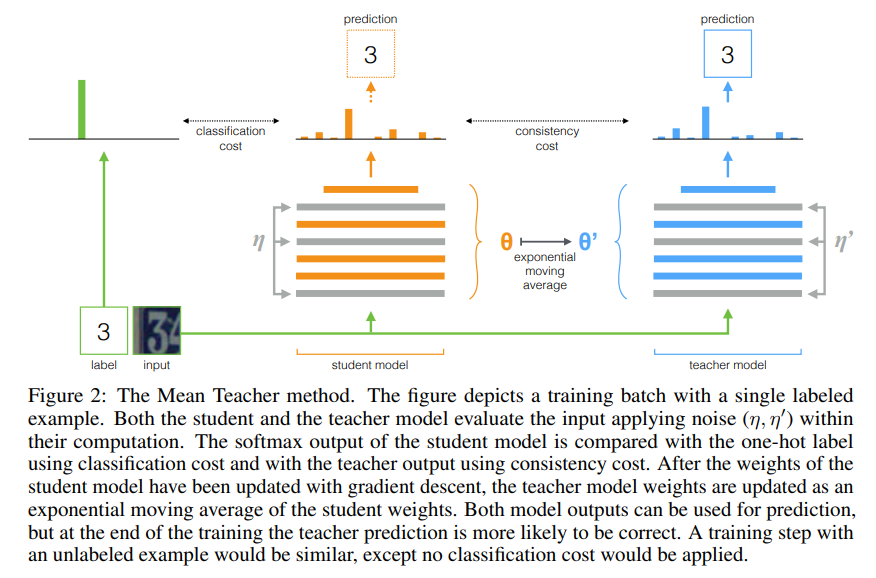 prediction
prediction
3
3
classification
cost
consistency
cost
η
θ
θ’
η’
exponential
moving
average
3
34
label
input
student model
teacher model
Figure 2: The Mean Teacher method. The figure depicts a training batch with a single labeled
example. Both the student and the teacher model evaluate the input applying noise (η, η′) within
their computation. The softmax output of the student model is compared with the one-hot label
using classification cost and with the teacher output using consistency cost. After the weights of the
student model have been updated with gradient descent, the teacher model weights are updated as an
exponential moving average of the student weights. Both model outputs can be used for prediction,
but at the end of the training the teacher prediction is more likely to be correct. A training step with
an unlabeled example would be similar, except no classification cost would be applied.